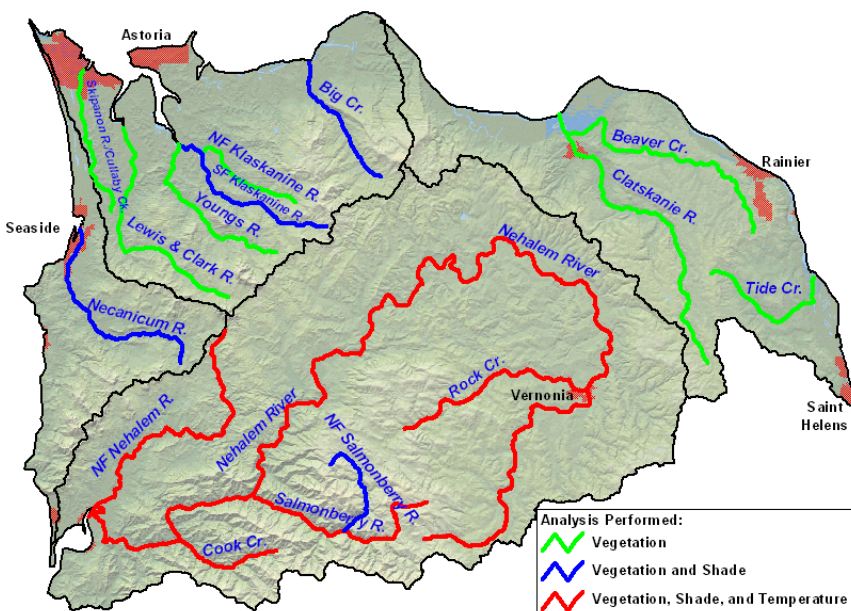 Astoria
Skipanon R./Cullaby Ck.
Big Cr.
NF Klaskanine R.
SF Klaskanine R.
Youngs R.
Lewis & Clark R.
Seaside
Necanicum R.
Beaver Cr.
Rainier
Clatskanie R.
Tide Cr.
Nehalem River
Rock Cr.
Vernonia
Saint
Helens
NF Nehalem R.
Nehalem River
NF Salmonberry R.
Salmonberry R.
Cook Cr.
Analysis Performed:
Vegetation
Vegetation and Shade
Vegetation, Shade, and Temperature